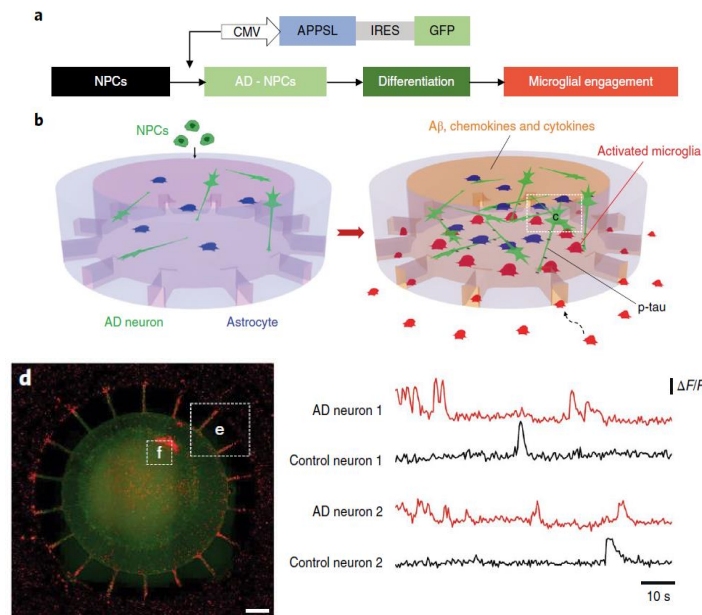 a
CMV APPSL IRES GFP
NPCs AD - NPCs Differentiation Microglial engagement
b
NPCs
Aβ, chemokines and cytokines
Activated microglia
c
p-tau
AD neuron Astrocyte
d
e
f
ΔF/F
AD neuron 1
Control neuron 1
AD neuron 2
Control neuron 2
10 s